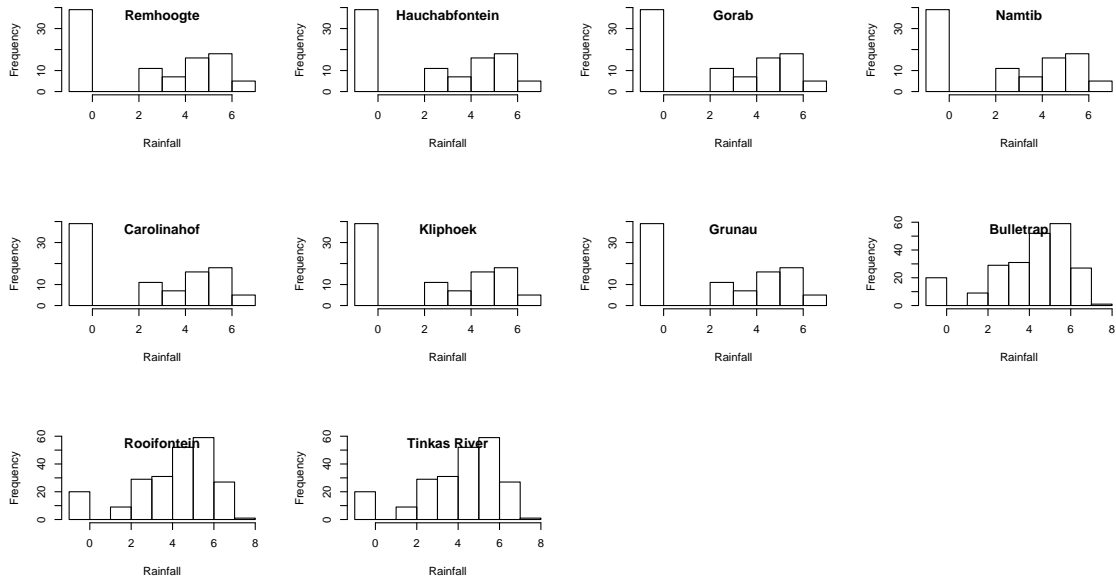 Remhoogte
Frequency
10
30
0
0
2
4
6
Rainfall
Hauchabfontein
Frequency
10
30
0
0
2
4
6
Rainfall
Gorab
Frequency
10
30
0
0
2
4
6
Rainfall
Namtib
Frequency
10
30
0
0
2
4
6
Rainfall
Carolinahof
Frequency
10
30
0
0
2
4
6
Rainfall
Kliphoek
Frequency
10
30
0
0
2
4
6
Rainfall
Grunau
Frequency
10
30
0
0
2
4
6
Rainfall
Bulletrap
Frequency
60
40
20
0
0
2
4
6
8
Rainfall
Rooifontein
Frequency
60
40
20
0
0
2
4
6
8
Rainfall
Tinkas River
Frequency
60
40
20
0
0
2
4
6
8
Rainfall